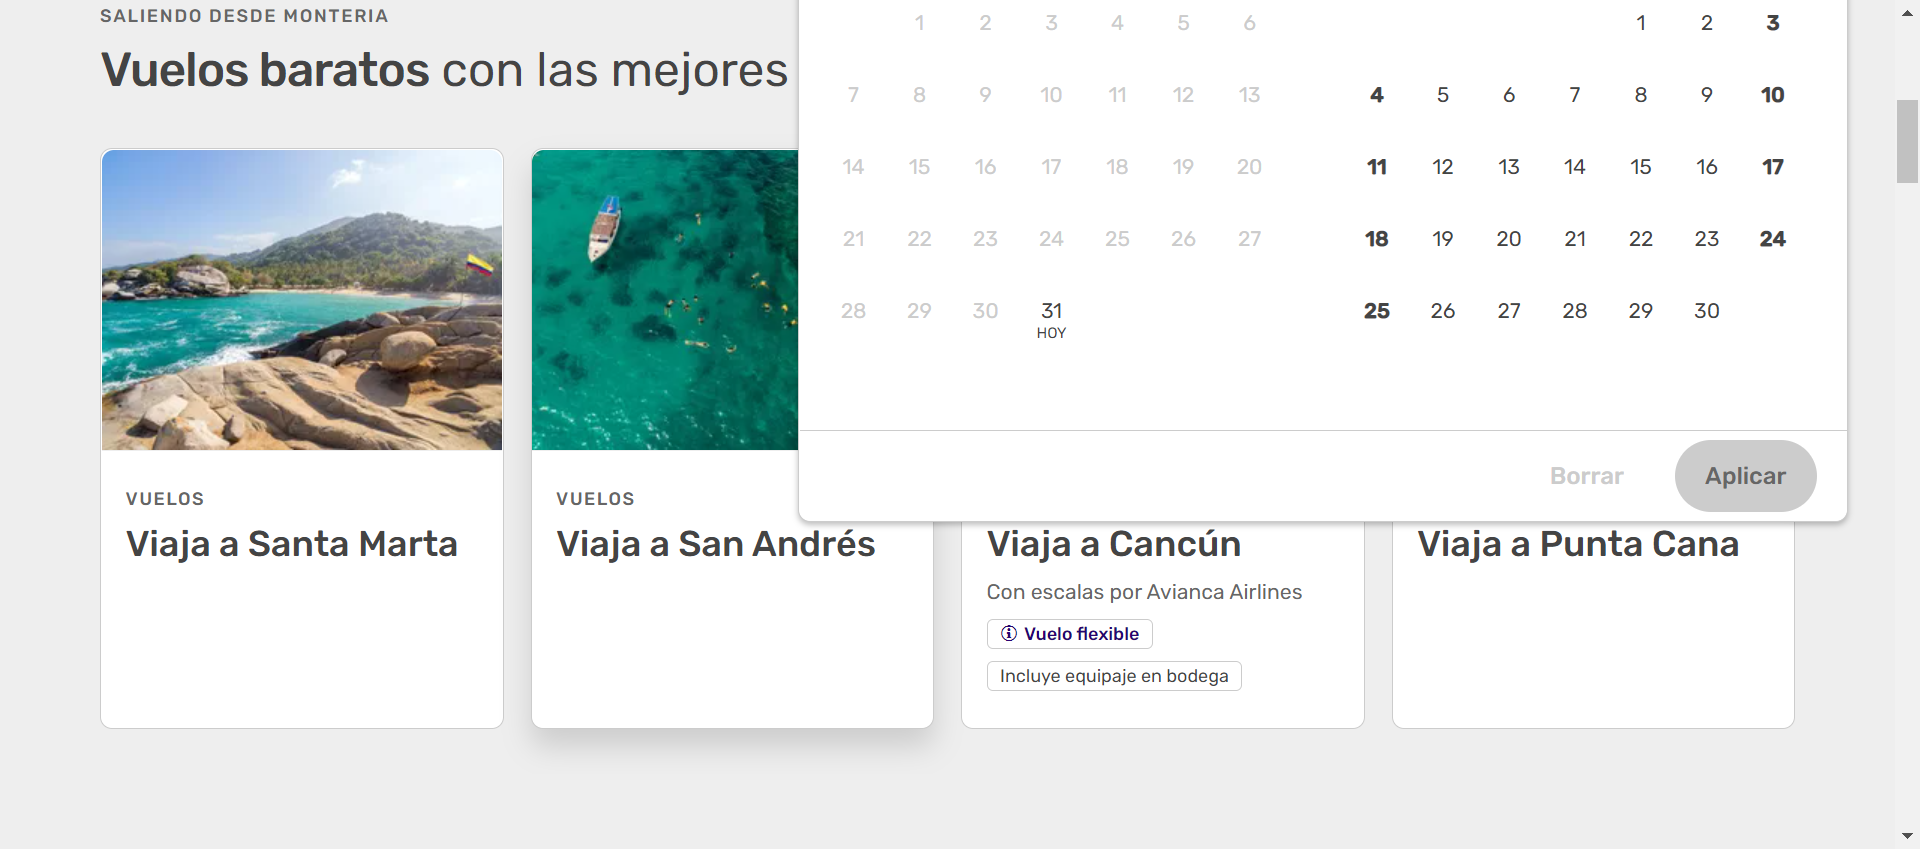 SALIENDO DESDE MONTERIA
Vuelos baratos con las mejores
1 2 3 4 5 6
7 8 9 10 11 12 13
14 15 16 17 18 19 20
21 22 23 24 25 26 27
28 29 30 31
HOY
1 2 3
4 5 6 7 8 9 10
11 12 13 14 15 16 17
18 19 20 21 22 23 24
25 26 27 28 29 30
Borrar Aplicar
VUELOS
Viaja a Santa Marta
VUELOS
Viaja a San Andrés
Viaja a Cancún
Con escalas por Avianca Airlines
Vuelo flexible
Incluye equipaje en bodega
Viaja a Punta Cana